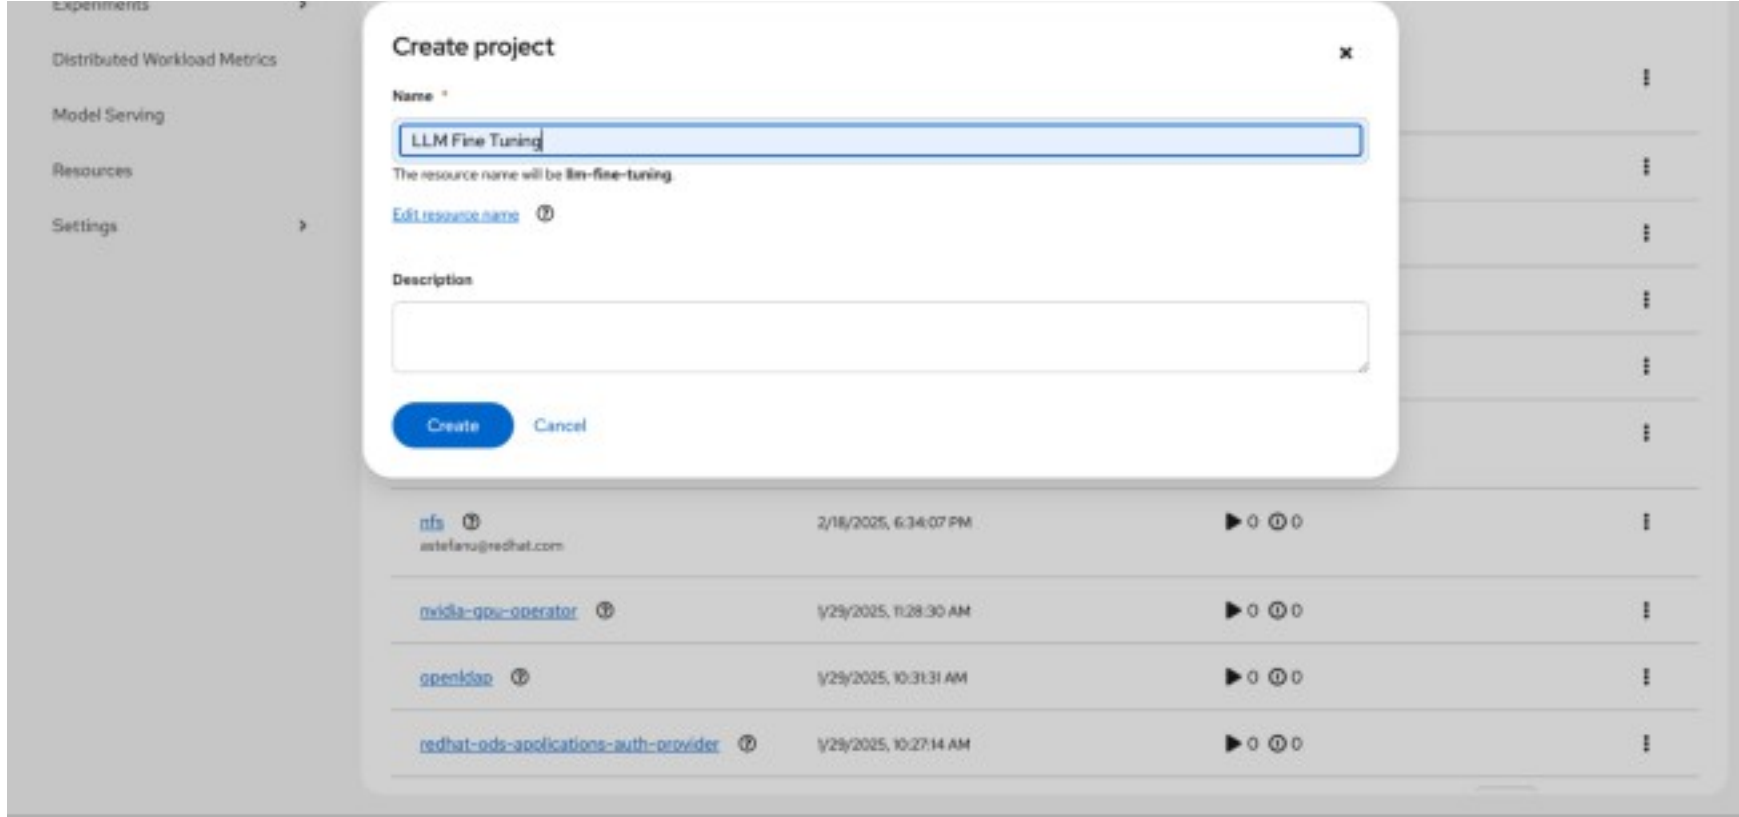 Experiments
Distributed Workload Metrics
Model Serving
Resources
Settings
Create project
Name *
LLM Fine Tuning
The resource name will be llm-fine-tuning.
Edit resource name
Description
Create Cancel
nfs 2/18/2025, 6:34:07 PM 0 0
astefanu@redhat.com
nvidia-gpu-operator 1/29/2025, 11:28:30 AM 0 0
openldap 1/29/2025, 10:31:31 AM 0 0
redhat-ods-applications-auth-provider 1/29/2025, 10:27:14 AM 0 0